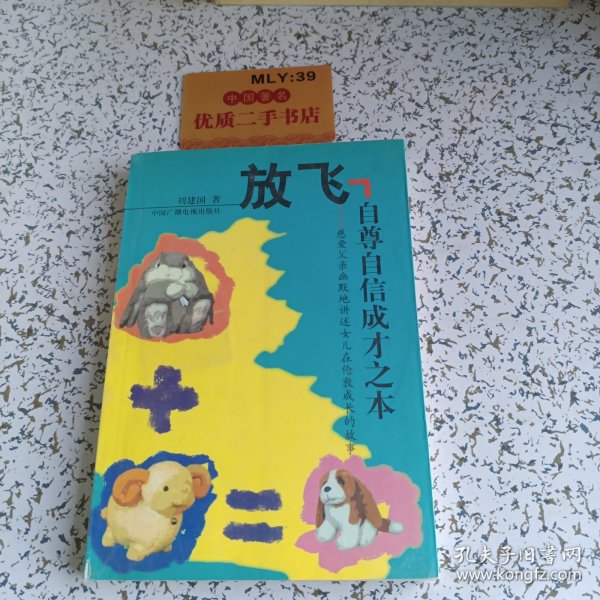 MLY:39
中国著名
优质二手书店
放飞
刘建国 著
中国广播电视出版社
自尊自信成才之本
……慈爱父亲幽默地讲述女儿在伦敦成长的故事
孔夫子旧书网
www.kongfz.com